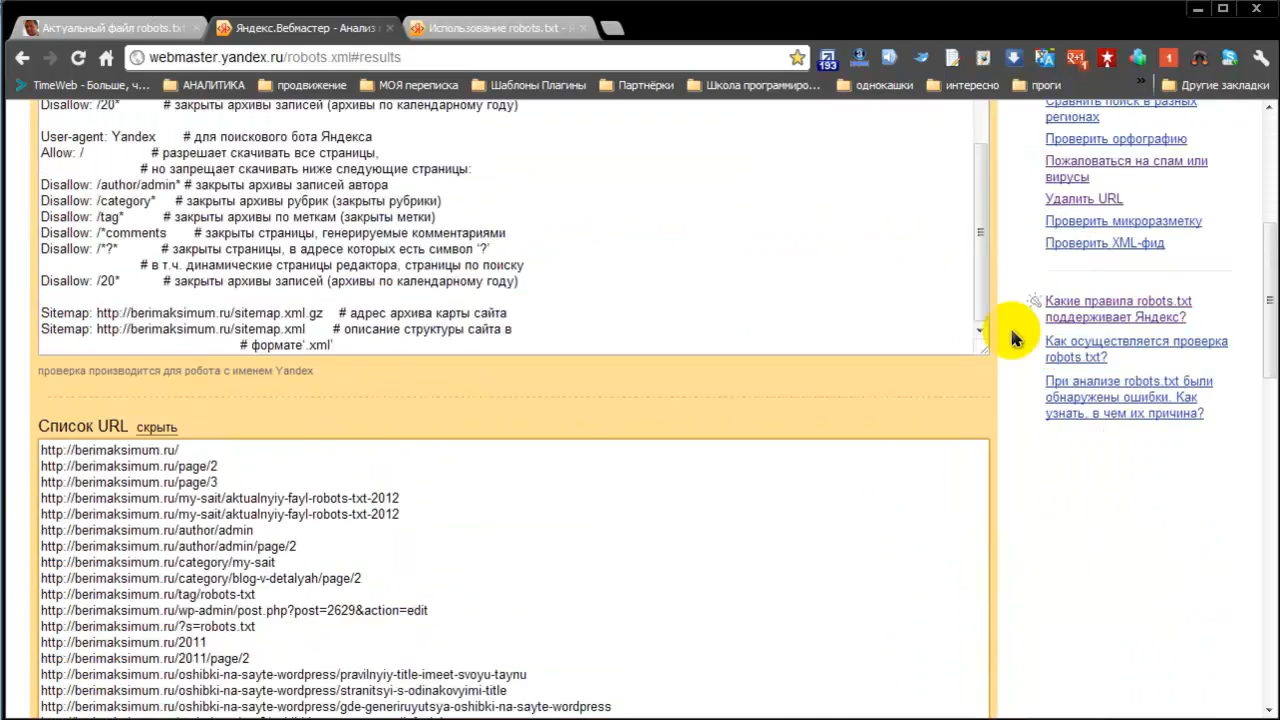 Актуальный файл robots.tx
Яндекс.Вебмастер - Анализ
Использование robots.txt -
webmaster.yandex.ru/robots.xml#results
193
1
1
TimeWeb - Больше, ч...
АНАЛИТИКА
продвижение
МОЯ переписка
Шаблоны Плагины
Партнёрки
Школа программиро...
однокашки
интересно
проги
»
Другие закладки
Disallow: /20* # закрыты архивы записей (архивы по календарному году)
User-agent: Yandex # для поискового бота Яндекса
Allow: / # разрешает скачивать все страницы,
# но запрещает скачивать ниже следующие страницы:
Disallow: /author/admin* # закрыты архивы записей автора
Disallow: /category* # закрыты архивы рубрик (закрыты рубрики)
Disallow: /tag* # закрыты архивы по меткам (закрыты метки)
Disallow: /*comments # закрыты страницы, генерируемые комментариями
Disallow: /*?* # закрыты страницы, в адресе которых есть символ ‘?’
# в т.ч. динамические страницы редактора, страницы по поиску
Disallow: /20* # закрыты архивы записей (архивы по календарному году)
Sitemap: http://berimaksimum.ru/sitemap.xml.gz # адрес архива карты сайта
Sitemap: http://berimaksimum.ru/sitemap.xml # описание структуры сайта в
# формате‘.xml’
проверка производится для робота с именем Yandex
Список URL скрыть
http://berimaksimum.ru/
http://berimaksimum.ru/page/2
http://berimaksimum.ru/page/3
http://berimaksimum.ru/my-sait/aktualnyiy-fayl-robots-txt-2012
http://berimaksimum.ru/my-sait/aktualnyiy-fayl-robots-txt-2012
http://berimaksimum.ru/author/admin
http://berimaksimum.ru/author/admin/page/2
http://berimaksimum.ru/category/my-sait
http://berimaksimum.ru/category/blog-v-detalyah/page/2
http://berimaksimum.ru/tag/robots-txt
http://berimaksimum.ru/wp-admin/post.php?post=2629&action=edit
http://berimaksimum.ru/?s=robots.txt
http://berimaksimum.ru/2011
http://berimaksimum.ru/2011/page/2
http://berimaksimum.ru/oshibki-na-sayte-wordpress/pravilnyiy-title-imeet-svoyu-taynu
http://berimaksimum.ru/oshibki-na-sayte-wordpress/stranitsyi-s-odinakovyimi-title
http://berimaksimum.ru/oshibki-na-sayte-wordpress/gde-generiruyutsya-oshibki-na-sayte-wordpress
Сравнить поиск в разных
регионах
Проверить орфографию
Пожаловаться на спам или
вирусы
Удалить URL
Проверить микроразметку
Проверить XML-фид
Какие правила robots.txt
поддерживает Яндекс?
Как осуществляется проверка
robots.txt?
При анализе robots.txt были
обнаружены ошибки. Как
узнать, в чем их причина?